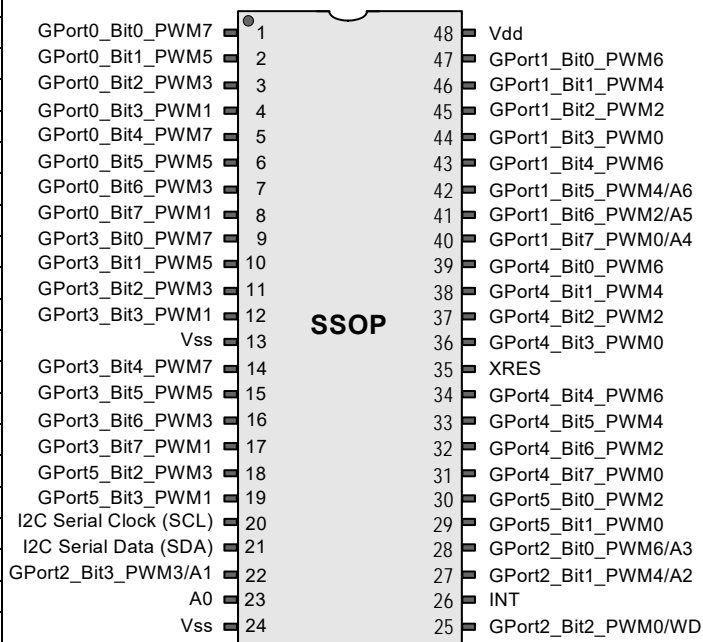 GPort0_Bit0_PWM7 1 48 Vdd
GPort0_Bit1_PWM5 2 47 GPort1_Bit0_PWM6
GPort0_Bit2_PWM3 3 46 GPort1_Bit1_PWM4
GPort0_Bit3_PWM1 4 45 GPort1_Bit2_PWM2
GPort0_Bit4_PWM7 5 44 GPort1_Bit3_PWM0
GPort0_Bit5_PWM5 6 43 GPort1_Bit4_PWM6
GPort0_Bit6_PWM3 7 42 GPort1_Bit5_PWM4/A6
GPort0_Bit7_PWM1 8 41 GPort1_Bit6_PWM2/A5
GPort3_Bit0_PWM7 9 40 GPort1_Bit7_PWM0/A4
GPort3_Bit1_PWM5 10 39 GPort4_Bit0_PWM6
GPort3_Bit2_PWM3 11 38 GPort4_Bit1_PWM4
GPort3_Bit3_PWM1 12 37 GPort4_Bit2_PWM2
SSOP
Vss 13 36 GPort4_Bit3_PWM0
GPort3_Bit4_PWM7 14 35 XRES
GPort3_Bit5_PWM5 15 34 GPort4_Bit4_PWM6
GPort3_Bit6_PWM3 16 33 GPort4_Bit5_PWM4
GPort3_Bit7_PWM1 17 32 GPort4_Bit6_PWM2
GPort5_Bit2_PWM3 18 31 GPort4_Bit7_PWM0
GPort5_Bit3_PWM1 19 30 GPort5_Bit0_PWM2
I2C Serial Clock (SCL) 20 29 GPort5_Bit1_PWM0
I2C Serial Data (SDA) 21 28 GPort2_Bit0_PWM6/A3
GPort2_Bit3_PWM3/A1 22 27 GPort2_Bit1_PWM4/A2
A0 23 26 INT
Vss 24 25 GPort2_Bit2_PWM0/WD